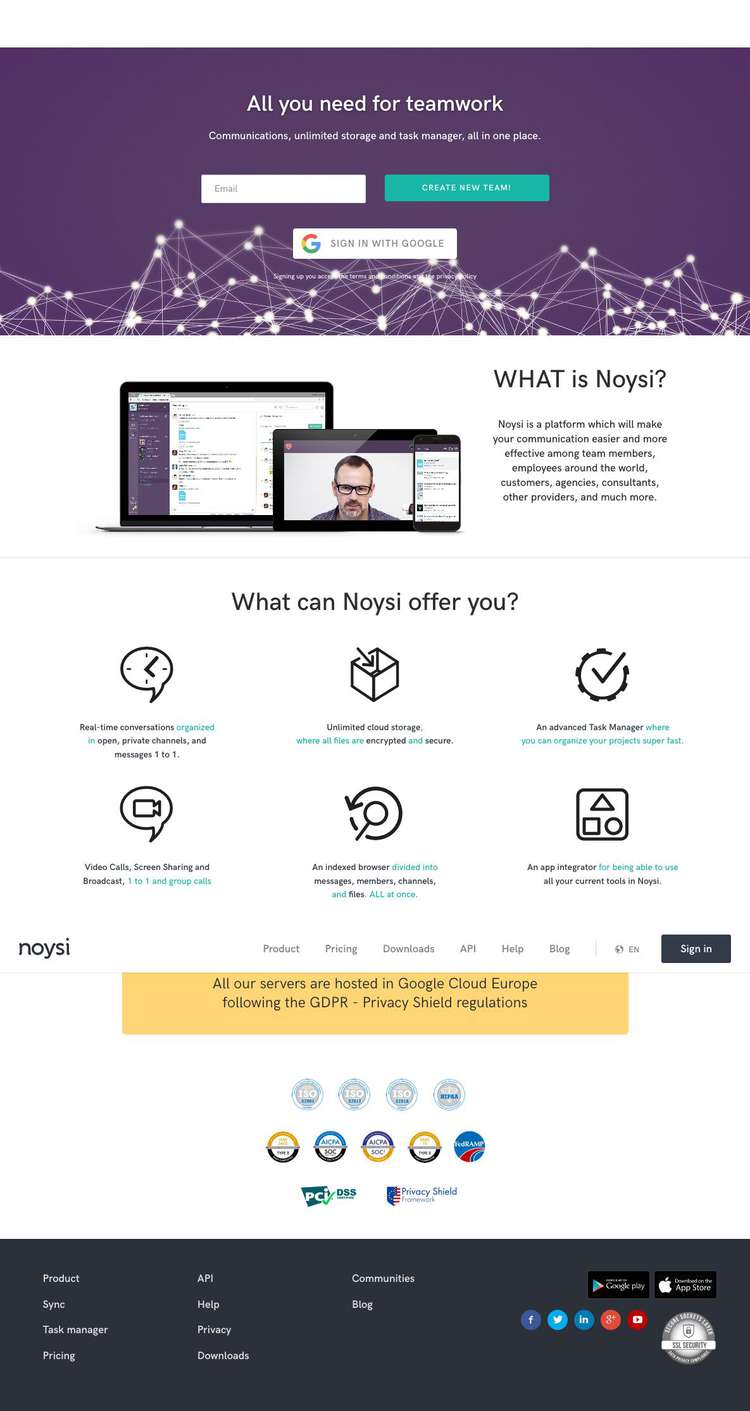 All you need for teamwork
Communications, unlimited storage and task manager, all in one place.
Email
CREATE NEW TEAM!
SIGN IN WITH GOOGLE
Signing up you accept the terms and conditions and the privacy policy
WHAT is Noysi?
Noysi is a platform which will make
your communication easier and more
effective among team members,
employees around the world,
customers, agencies, consultants,
other providers, and much more.
What can Noysi offer you?
Real-time conversations organized
in open, private channels, and
messages 1 to 1.
Unlimited cloud storage,
where all files are encrypted and secure.
An advanced Task Manager where
you can organize your projects super fast.
Video Calls, Screen Sharing and
Broadcast, 1 to 1 and group calls
An indexed browser divided into
messages, members, channels,
and files. ALL at once.
An app integrator for being able to use
all your current tools in Noysi.
noysi
Product
Pricing
Downloads
API
Help
Blog
EN
Sign in
All our servers are hosted in Google Cloud Europe
following the GDPR - Privacy Shield regulations
ISO
ISO
ISO
HIPAA
AICPA
SOC
AICPA
SOC
FedRAMP
PCI DSS
Privacy Shield
Framework
Product
Sync
Task manager
Pricing
API
Help
Privacy
Downloads
Communities
Blog
Google play
Download on the
App Store
SECURE SOCKETS LAYER
SSL SECURITY